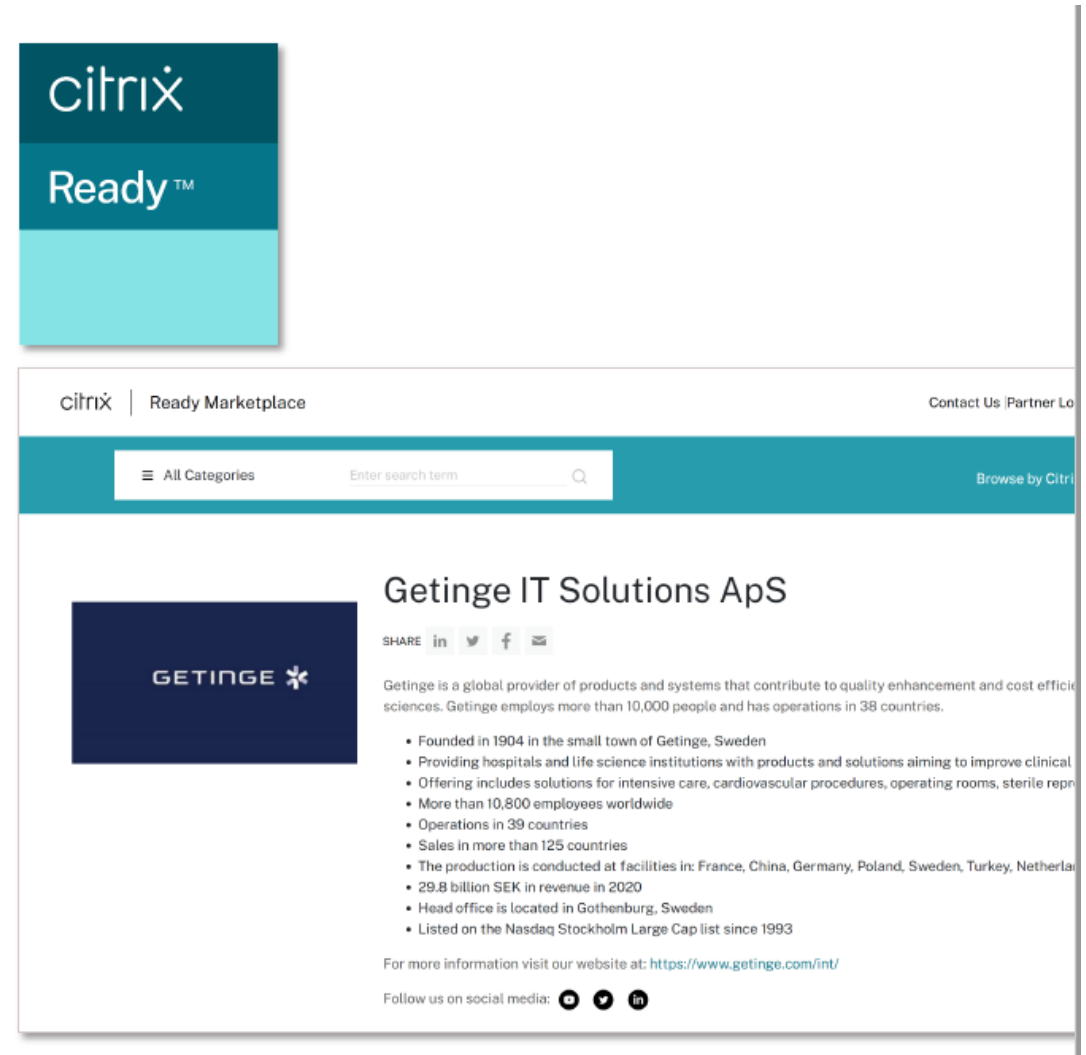 citrix
Ready™
citrix | Ready Marketplace
Contact Us |Partner Lo
All Categories
Enter search term
Browse by Citri
GETINGE
Getinge IT Solutions ApS
SHARE in f
Getinge is a global provider of products and systems that contribute to quality enhancement and cost efficie
sciences. Getinge employs more than 10,000 people and has operations in 38 countries.
• Founded in 1904 in the small town of Getinge, Sweden
• Providing hospitals and life science institutions with products and solutions aiming to improve clinical
• Offering includes solutions for intensive care, cardiovascular procedures, operating rooms, sterile repr
• More than 10,800 employees worldwide
• Operations in 39 countries
• Sales in more than 125 countries
• The production is conducted at facilities in: France, China, Germany, Poland, Sweden, Turkey, Netherla
• 29.8 billion SEK in revenue in 2020
• Head office is located in Gothenburg, Sweden
• Listed on the Nasdaq Stockholm Large Cap list since 1993
For more information visit our website at: https://www.getinge.com/int/
Follow us on social media: in